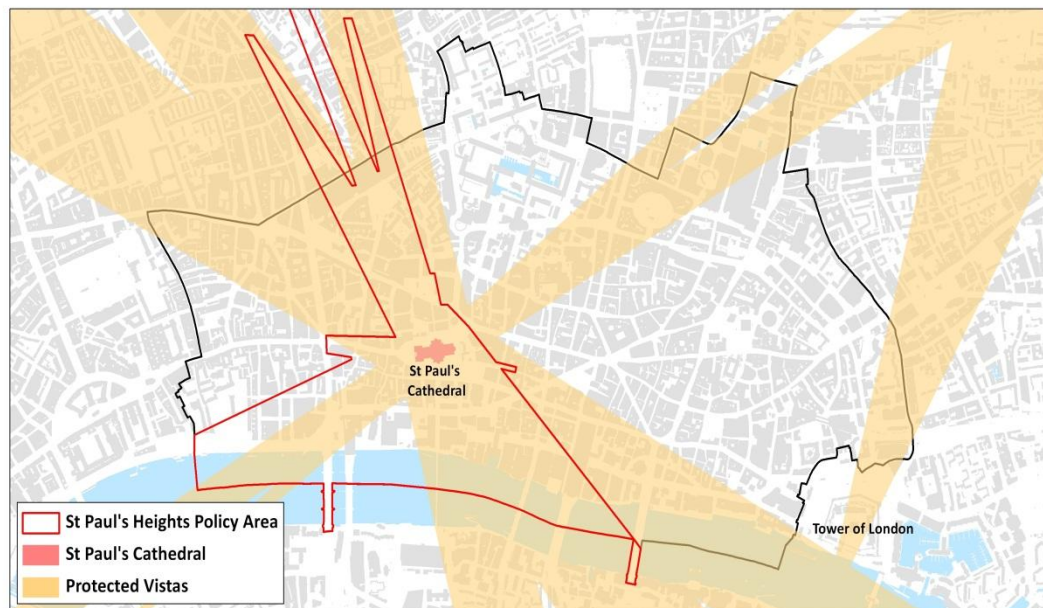 St Paul's
Cathedral
Tower of London
St Paul's Heights Policy Area
St Paul's Cathedral
Protected Vistas